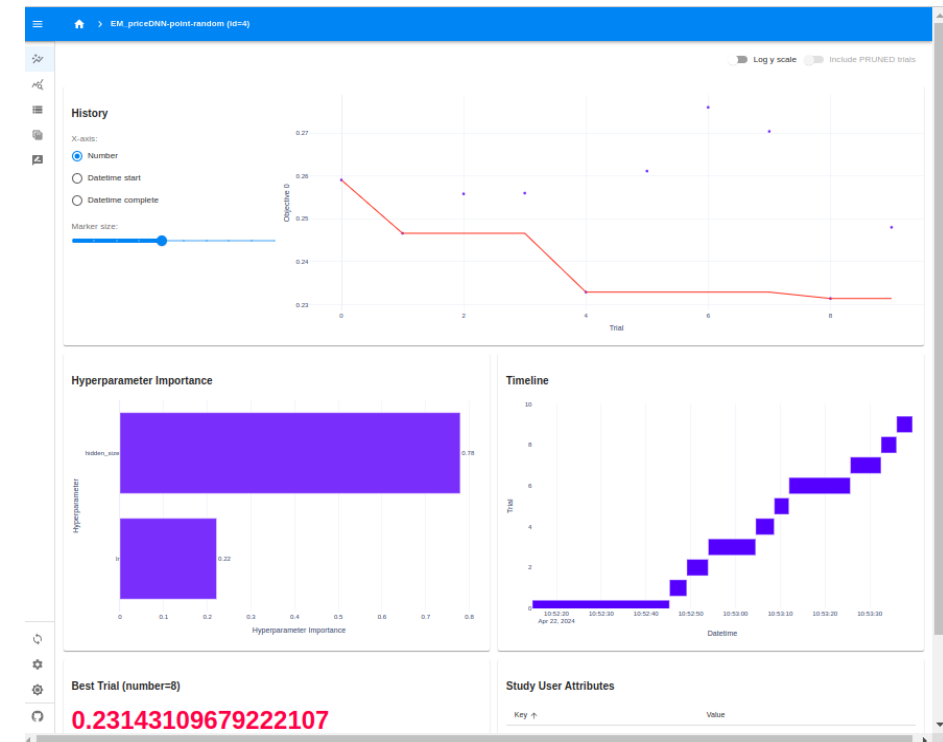 EM_priceDNN-point-random (id=4)
Log y scale
Include PRUNED trials
History
X-axis:
Number
Datetime start
Datetime complete
Marker size:
Objective 0
0.27
0.26
0.25
0.24
0.23
0
2
4
6
8
Trial
Hyperparameter Importance
Hyperparameter
hidden_size
0.78
lr
0.22
0
0.1
0.2
0.3
0.4
0.5
0.6
0.7
0.8
Hyperparameter Importance
Timeline
Trial
10
8
6
4
2
0
10:52:20
Apr 22, 2024
10:52:30
10:52:40
10:52:50
10:53:00
10:53:10
10:53:20
10:53:30
Datetime
Best Trial (number=8)
0.23143109679222107
Study User Attributes
Key
Value